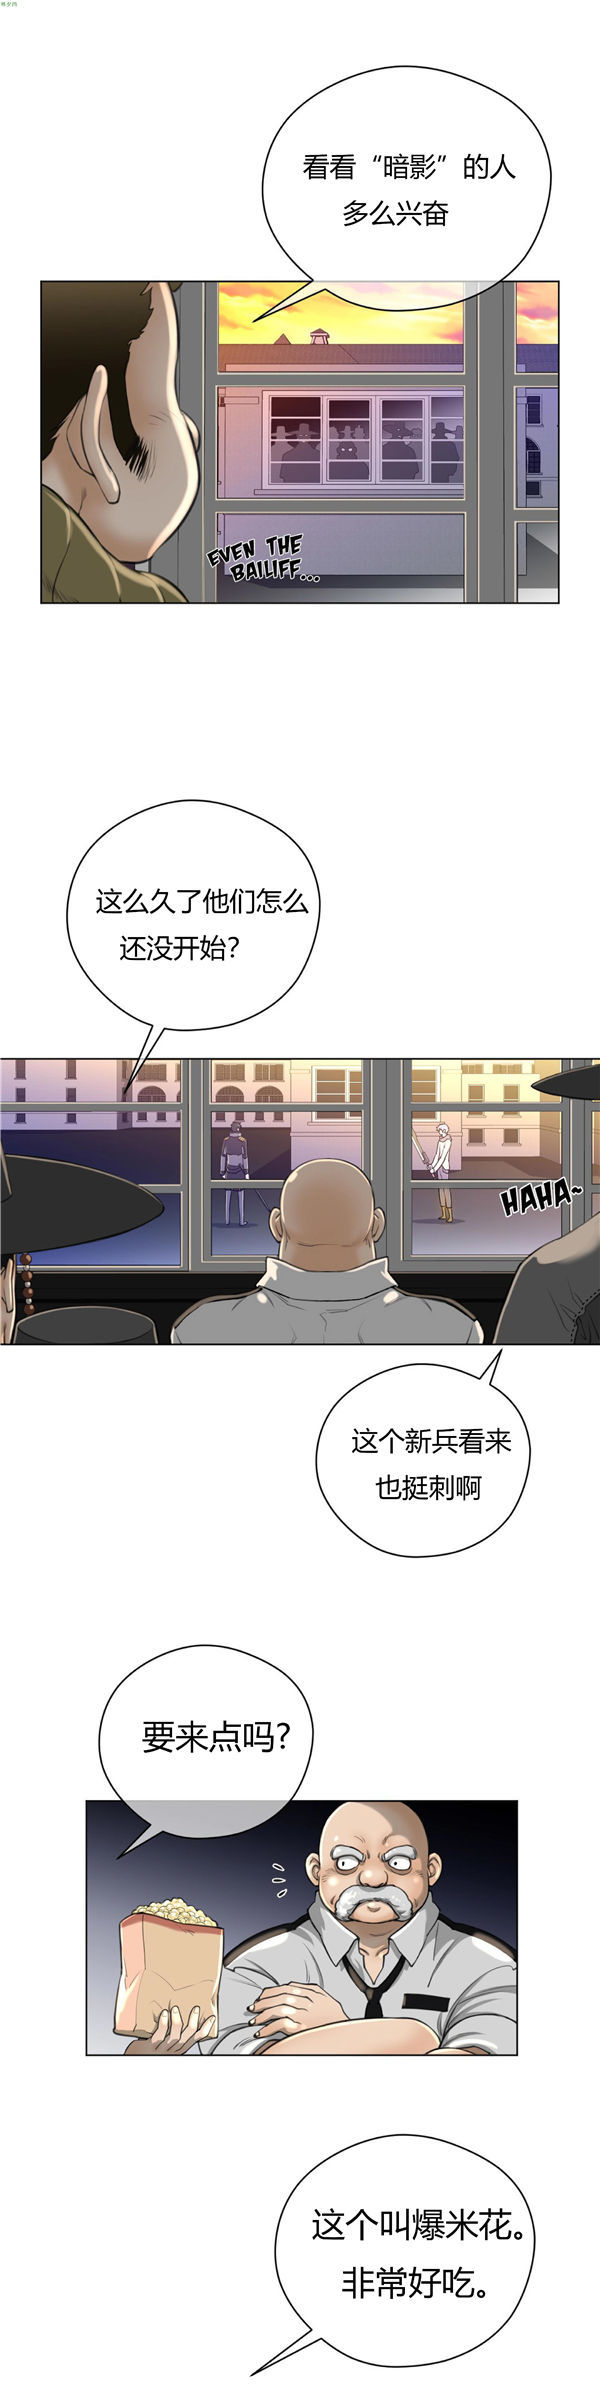 看看“暗影”的人
多么兴奋
EVEN THE
BAILIFF...
这么久了他们怎么
还没开始?
HAHA~
这个新兵看来
也挺刺啊
要来点吗?
这个叫爆米花。
非常好吃。